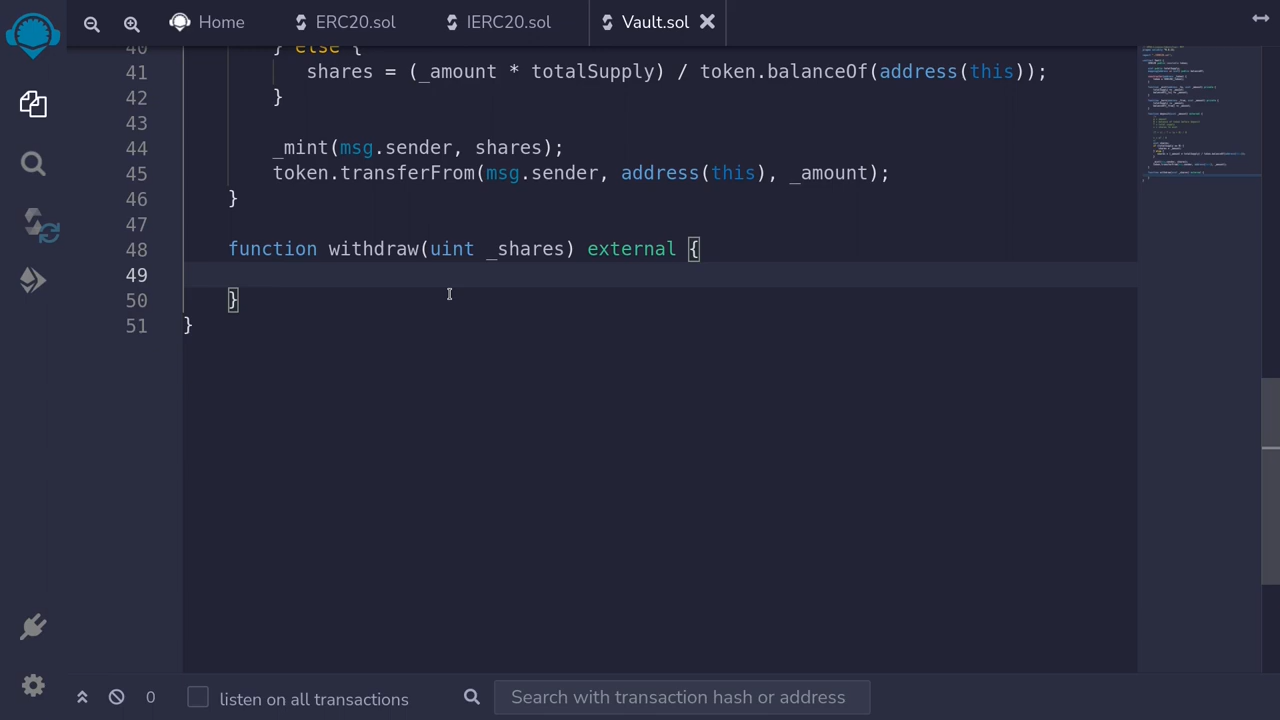 Home
ERC20.sol
IERC20.sol
Vault.sol
40 } else {
41 shares = (_amount * totalSupply) / token.balanceOf(address(this));
42 }
43
44 _mint(msg.sender, shares);
45 token.transferFrom(msg.sender, address(this), _amount);
46 }
47
48 function withdraw(uint _shares) external {
49
50 }
51 }
0
listen on all transactions
Search with transaction hash or address